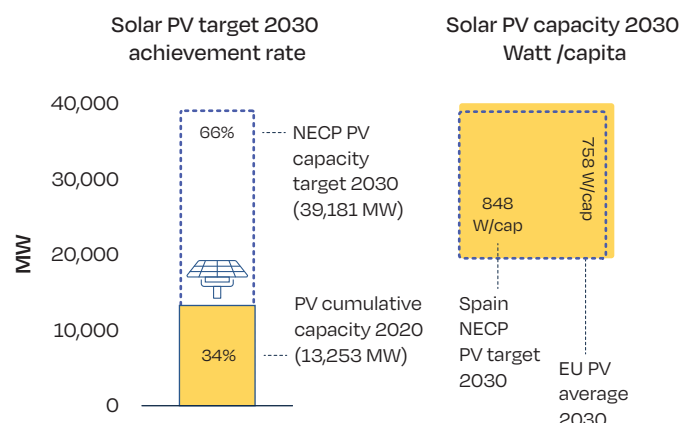 Solar PV target 2030
achievement rate
40,000
30,000
20,000
10,000
0
MW
66%
NECP PV
capacity
target 2030
(39,181 MW)
34%
PV cumulative
capacity 2020
(13,253 MW)
Solar PV capacity 2030
Watt /capita
848
W/cap
758 W/cap
Spain
NECP
PV target
2030
EU PV
average
2030